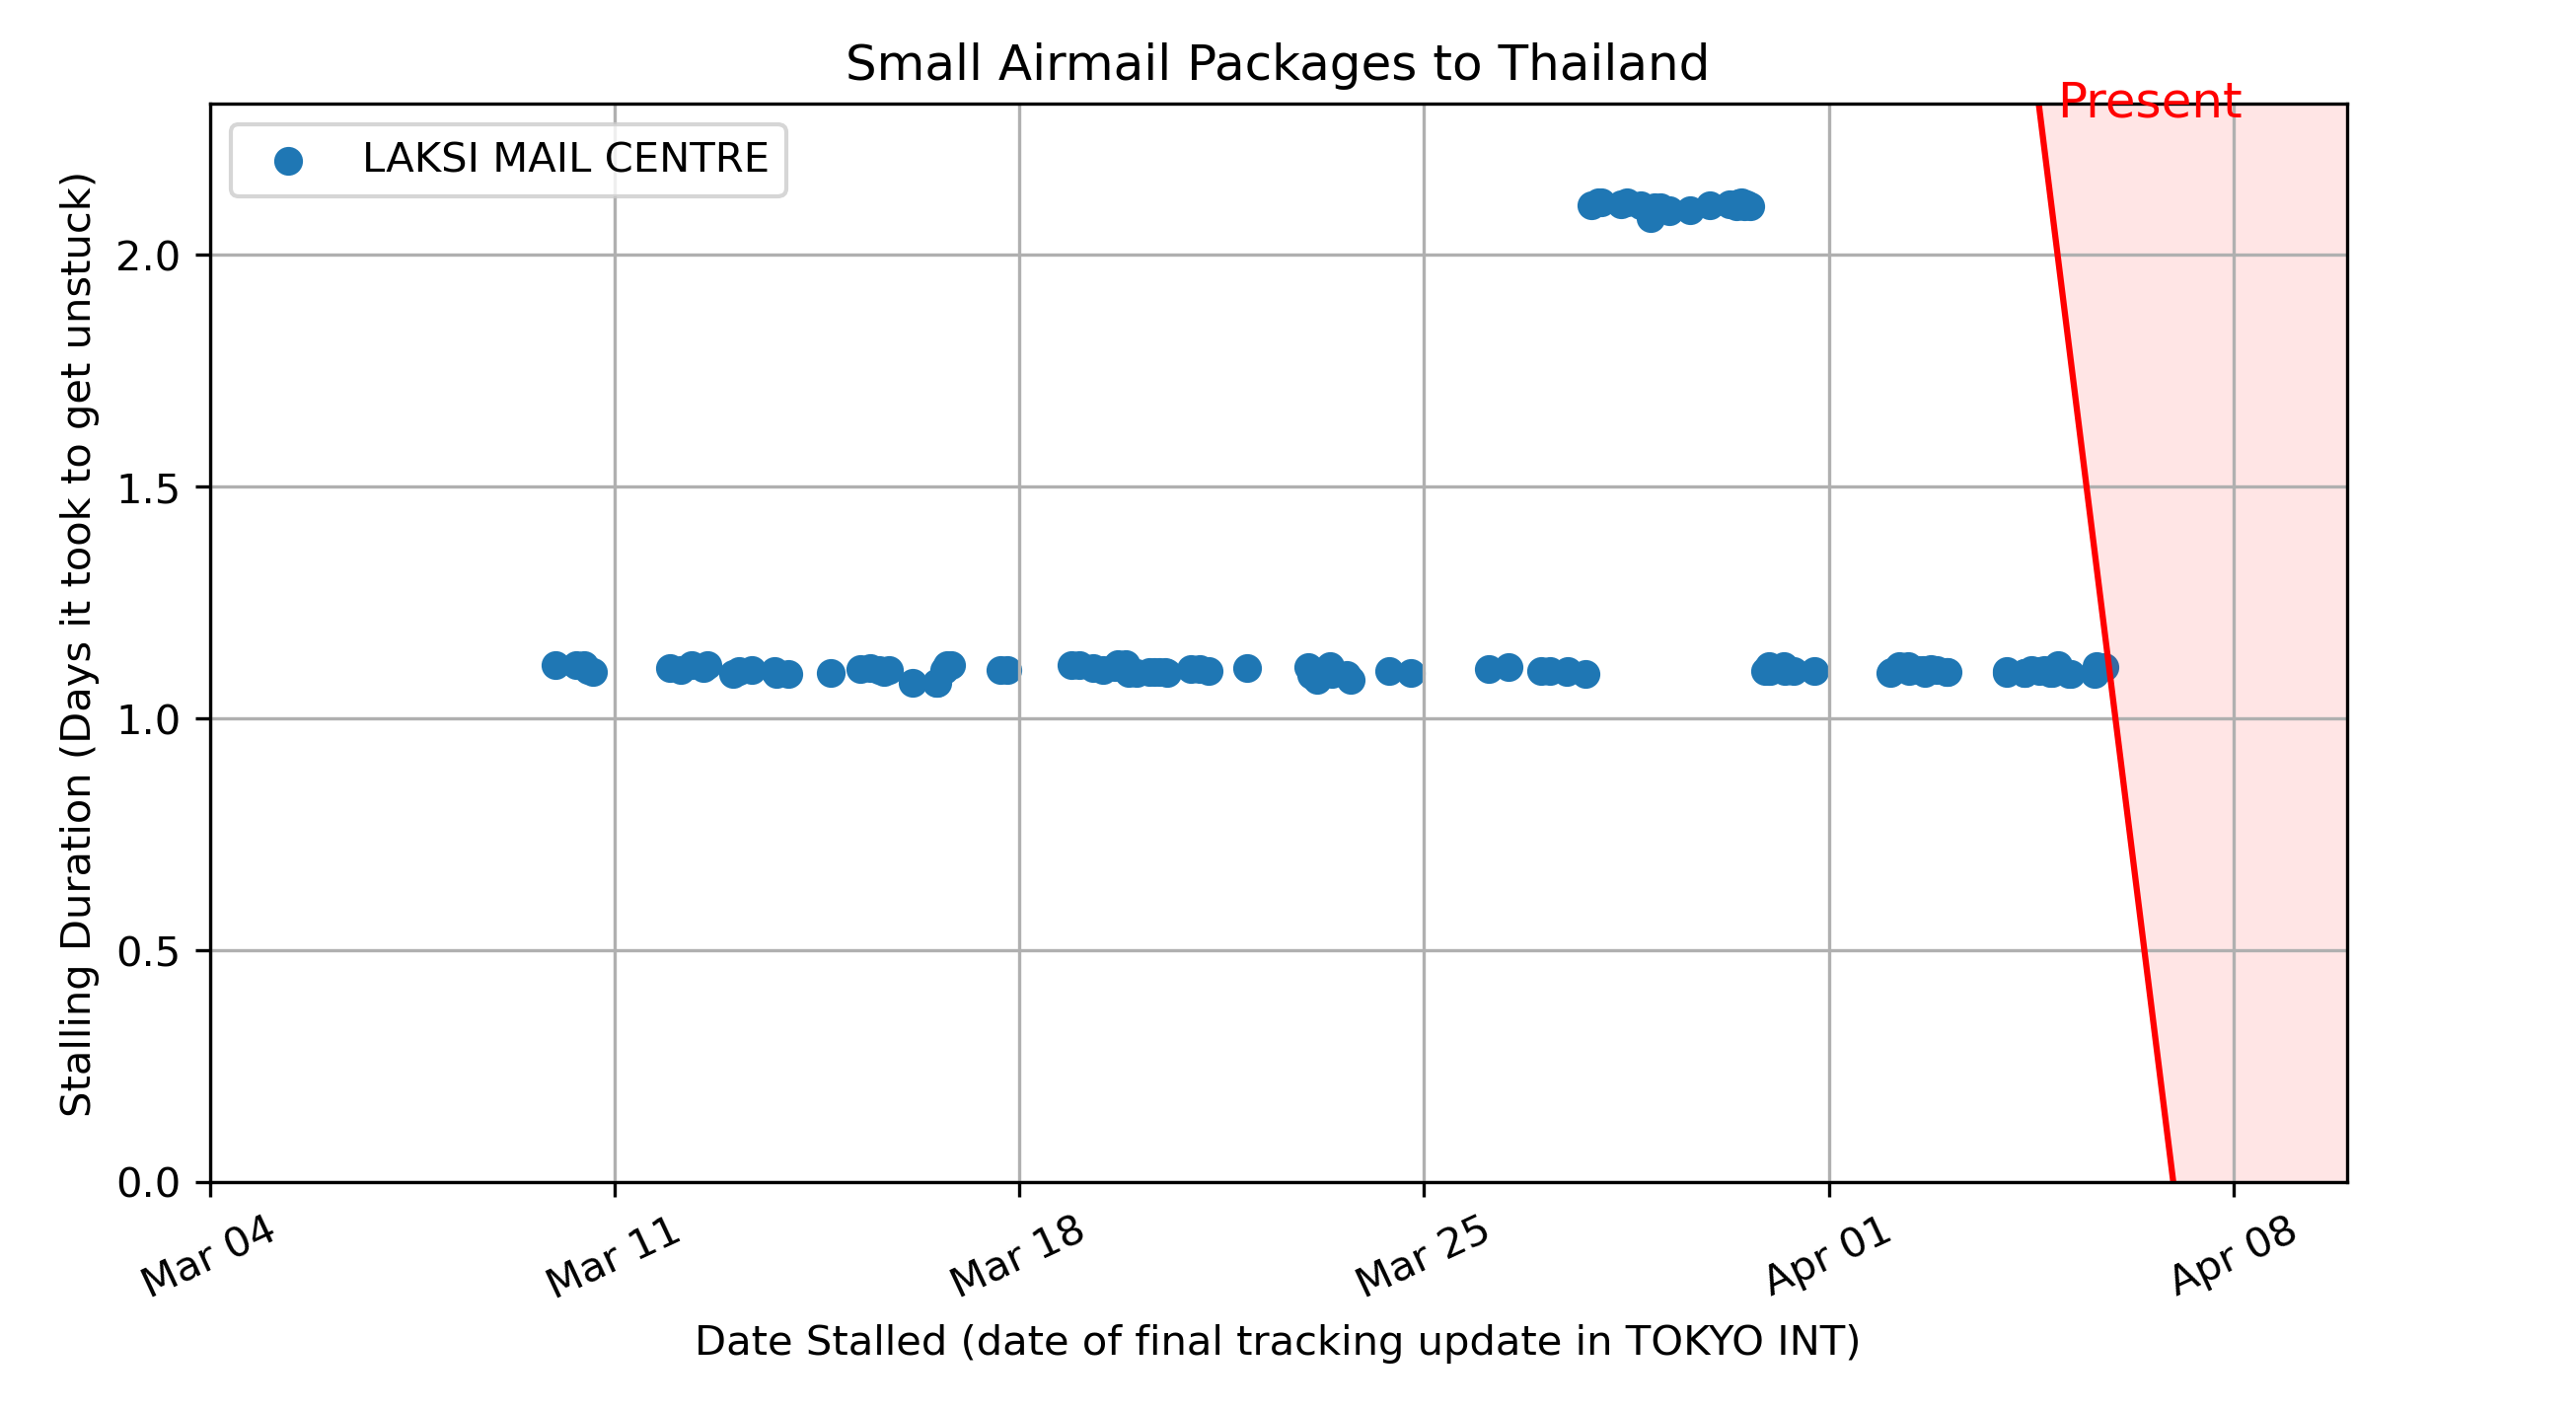 Small Airmail Packages to Thailand
Present
LAKSI MAIL CENTRE
Stalling Duration (Days it took to get unstuck)
2.0
1.5
1.0
0.5
0.0
Mar 04
Mar 11
Mar 18
Mar 25
Apr 01
Apr 08
Date Stalled (date of final tracking update in TOKYO INT)